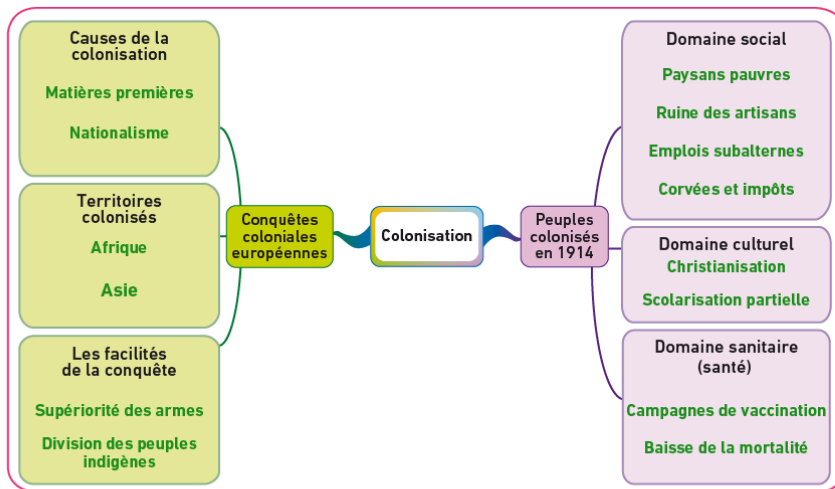 Causes de la
colonisation
Matières premières
Nationalisme
Territoires
colonisés
Afrique
Asie
Les facilités
de la conquête
Supériorité des armes
Division des peuples
indigènes
Conquêtes
coloniales
européennes
Colonisation
Peuples
colonisés
en 1914
Domaine social
Paysans pauvres
Ruine des artisans
Emplois subalternes
Corvées et impôts
Domaine culturel
Christianisation
Scolarisation partielle
Domaine sanitaire
(santé)
Campagnes de vaccination
Baisse de la mortalité